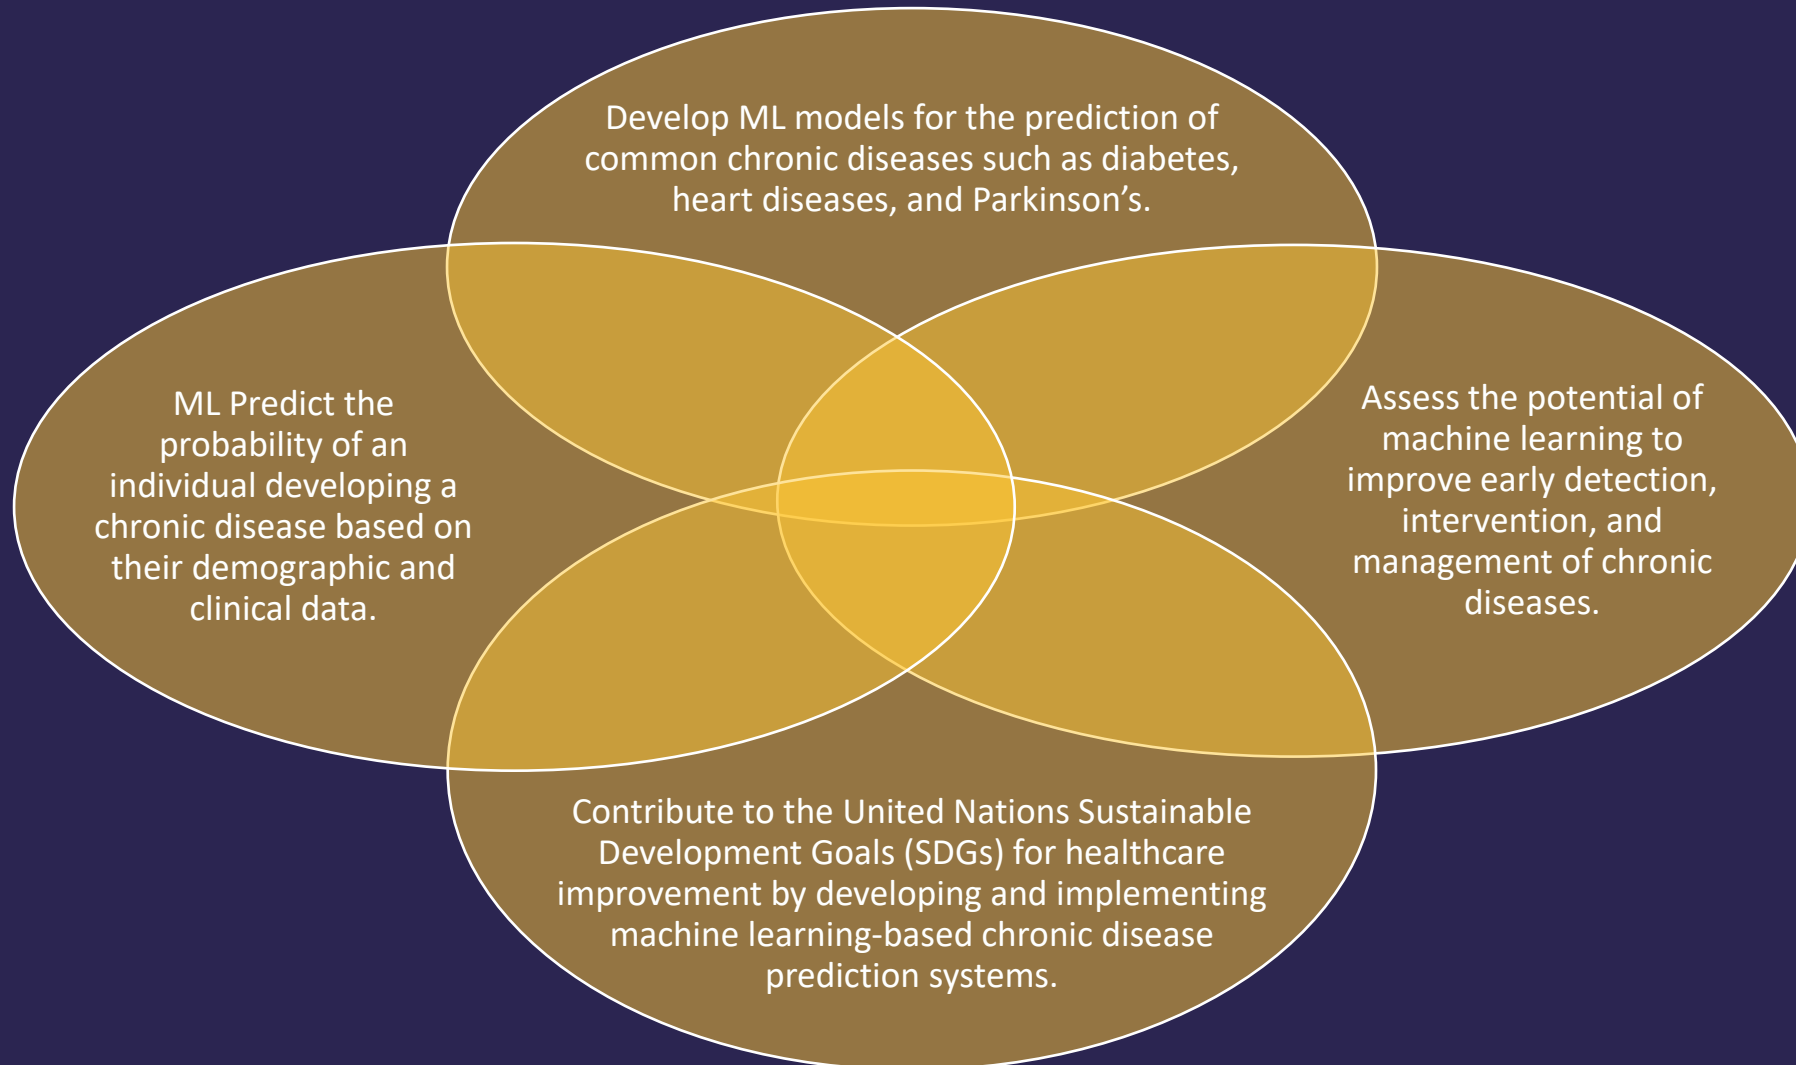 Develop ML models for the prediction of
common chronic diseases such as diabetes,
heart diseases, and Parkinson’s.
ML Predict the
probability of an
individual developing a
chronic disease based on
their demographic and
clinical data.
Assess the potential of
machine learning to
improve early detection,
intervention, and
management of chronic
diseases.
Contribute to the United Nations Sustainable
Development Goals (SDGs) for healthcare
improvement by developing and implementing
machine learning-based chronic disease
prediction systems.